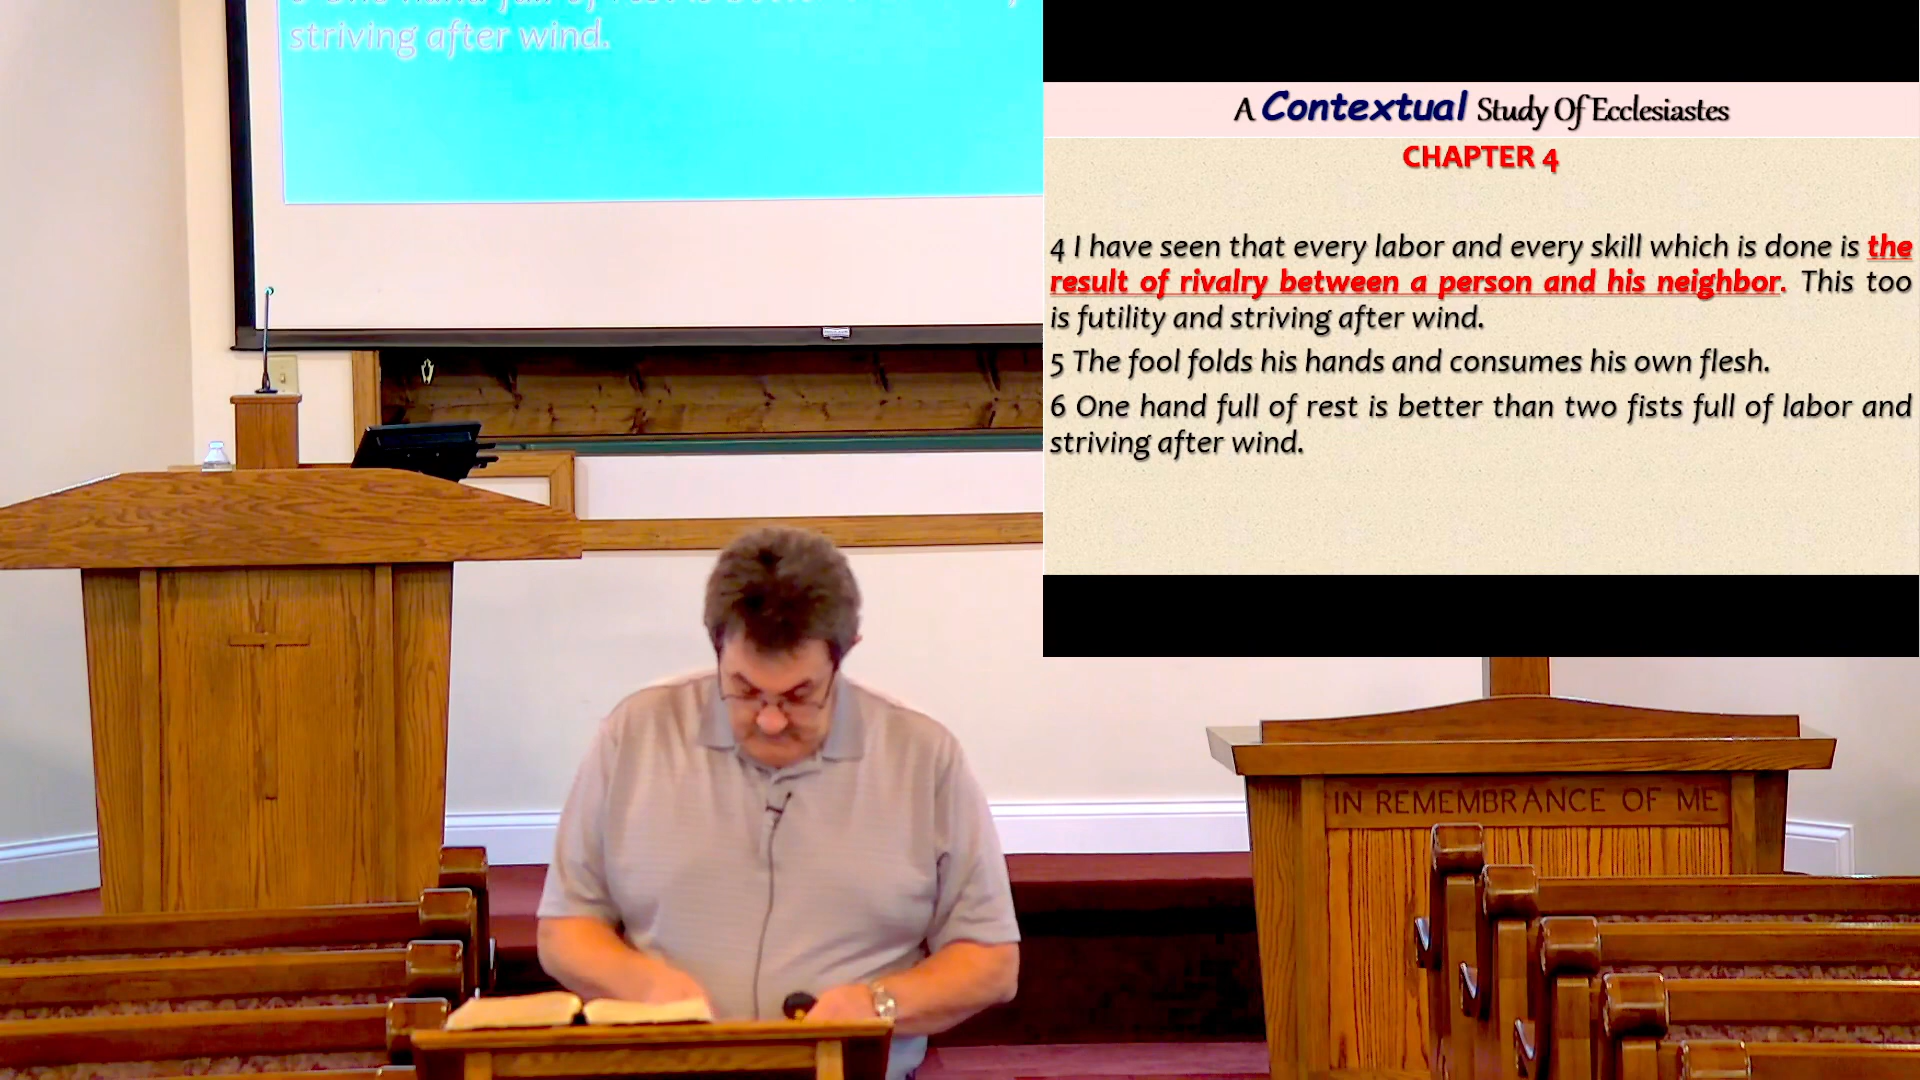 striving after wind.
A Contextual Study Of Ecclesiastes
CHAPTER 4
4 I have seen that every labor and every skill which is done is the
result of rivalry between a person and his neighbor. This too
is futility and striving after wind.
5 The fool folds his hands and consumes his own flesh.
6 One hand full of rest is better than two fists full of labor and
striving after wind.
IN REMEMBRANCE OF ME